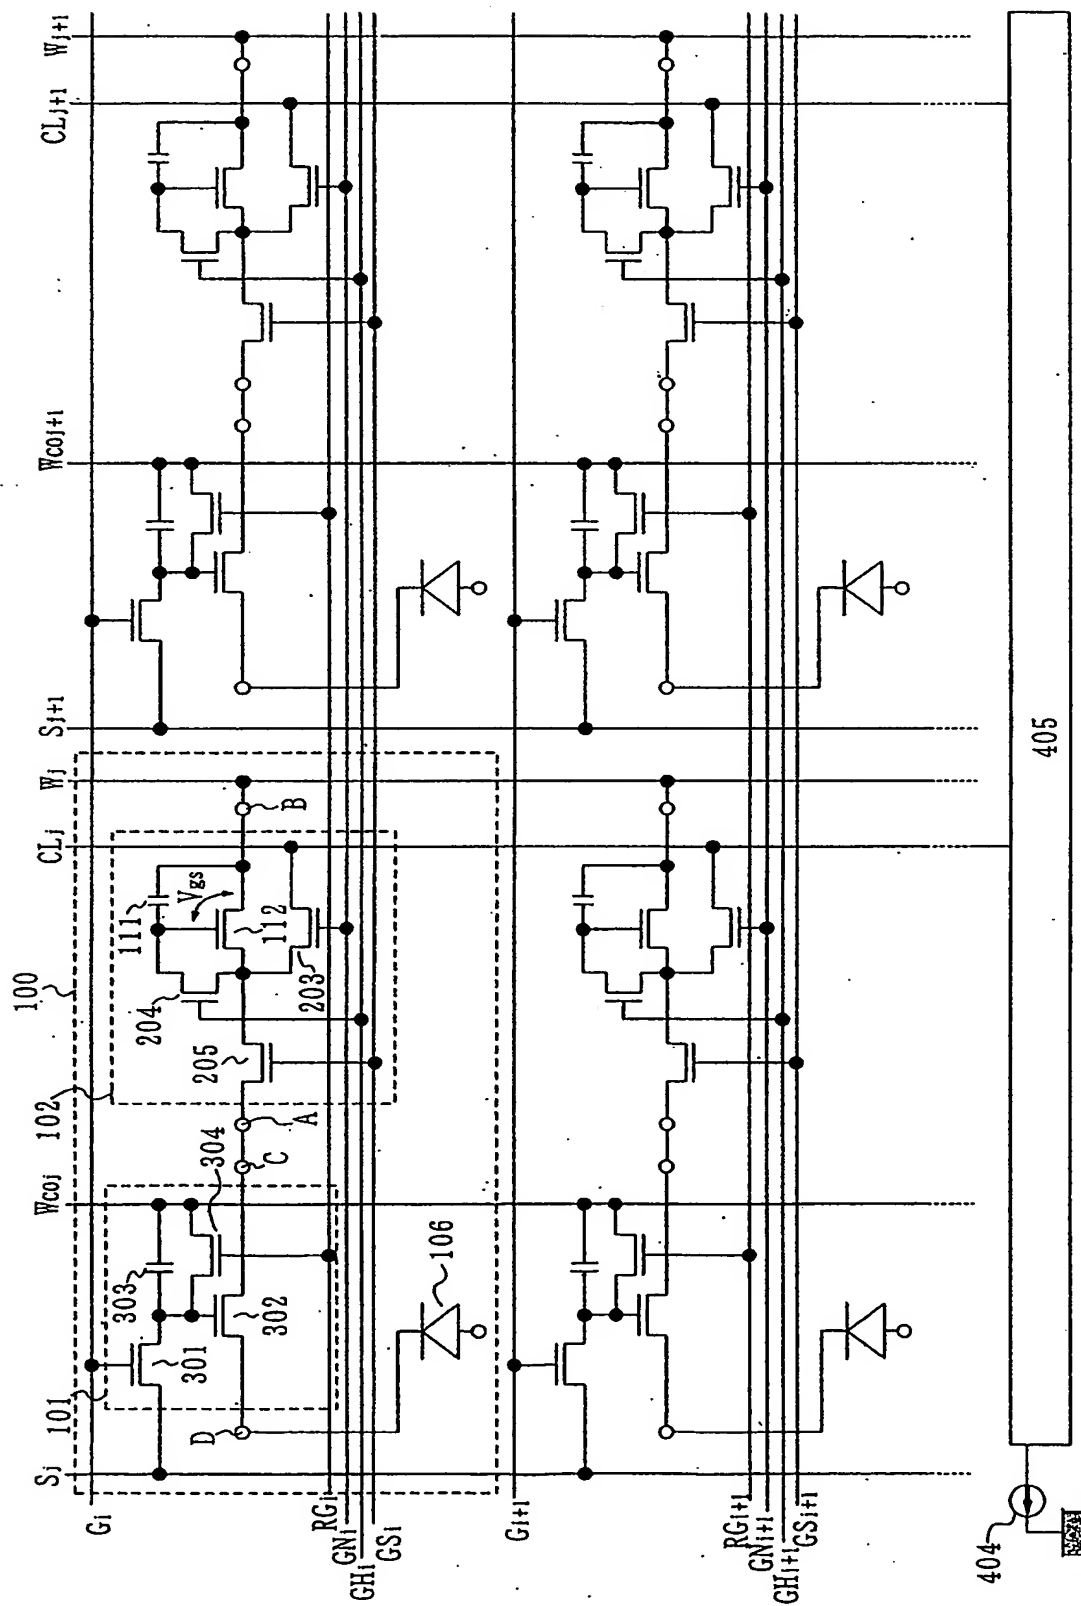 Sj
101
Wcoj
102
100
CLj
Wj
Sj+1
Wcoj+1
CLj+1
Wj+1
Gi
303
111
204
301
Vgs
D
304
205
302
C
112
A
B
203
RGi
GNi
GHi
GSi
106
Gi+1
RGi+1
GNi+1
GHi+1
GSi+1
404
405